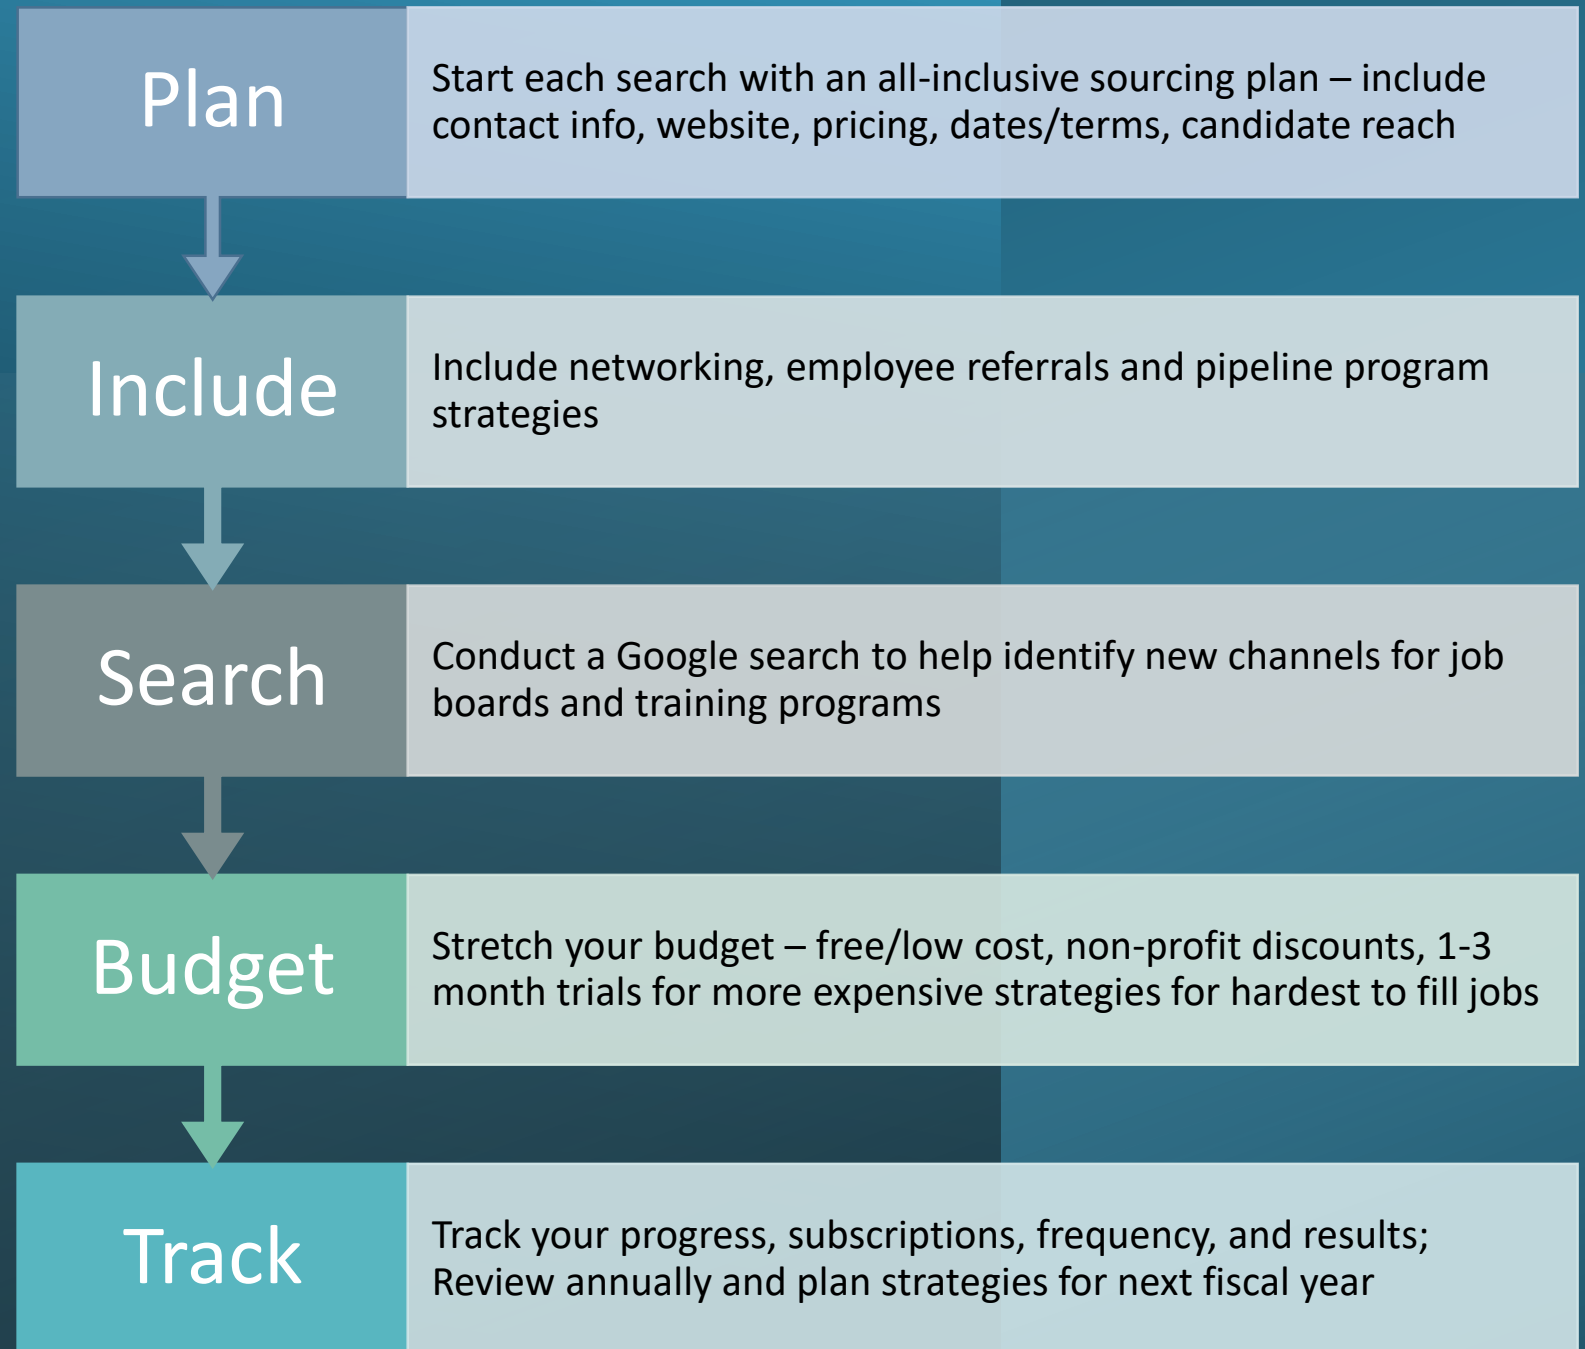 Plan
Start each search with an all-inclusive sourcing plan – include
contact info, website, pricing, dates/terms, candidate reach
Include
Include networking, employee referrals and pipeline program
strategies
Search
Conduct a Google search to help identify new channels for job
boards and training programs
Budget
Stretch your budget – free/low cost, non-profit discounts, 1-3
month trials for more expensive strategies for hardest to fill jobs
Track
Track your progress, subscriptions, frequency, and results;
Review annually and plan strategies for next fiscal year